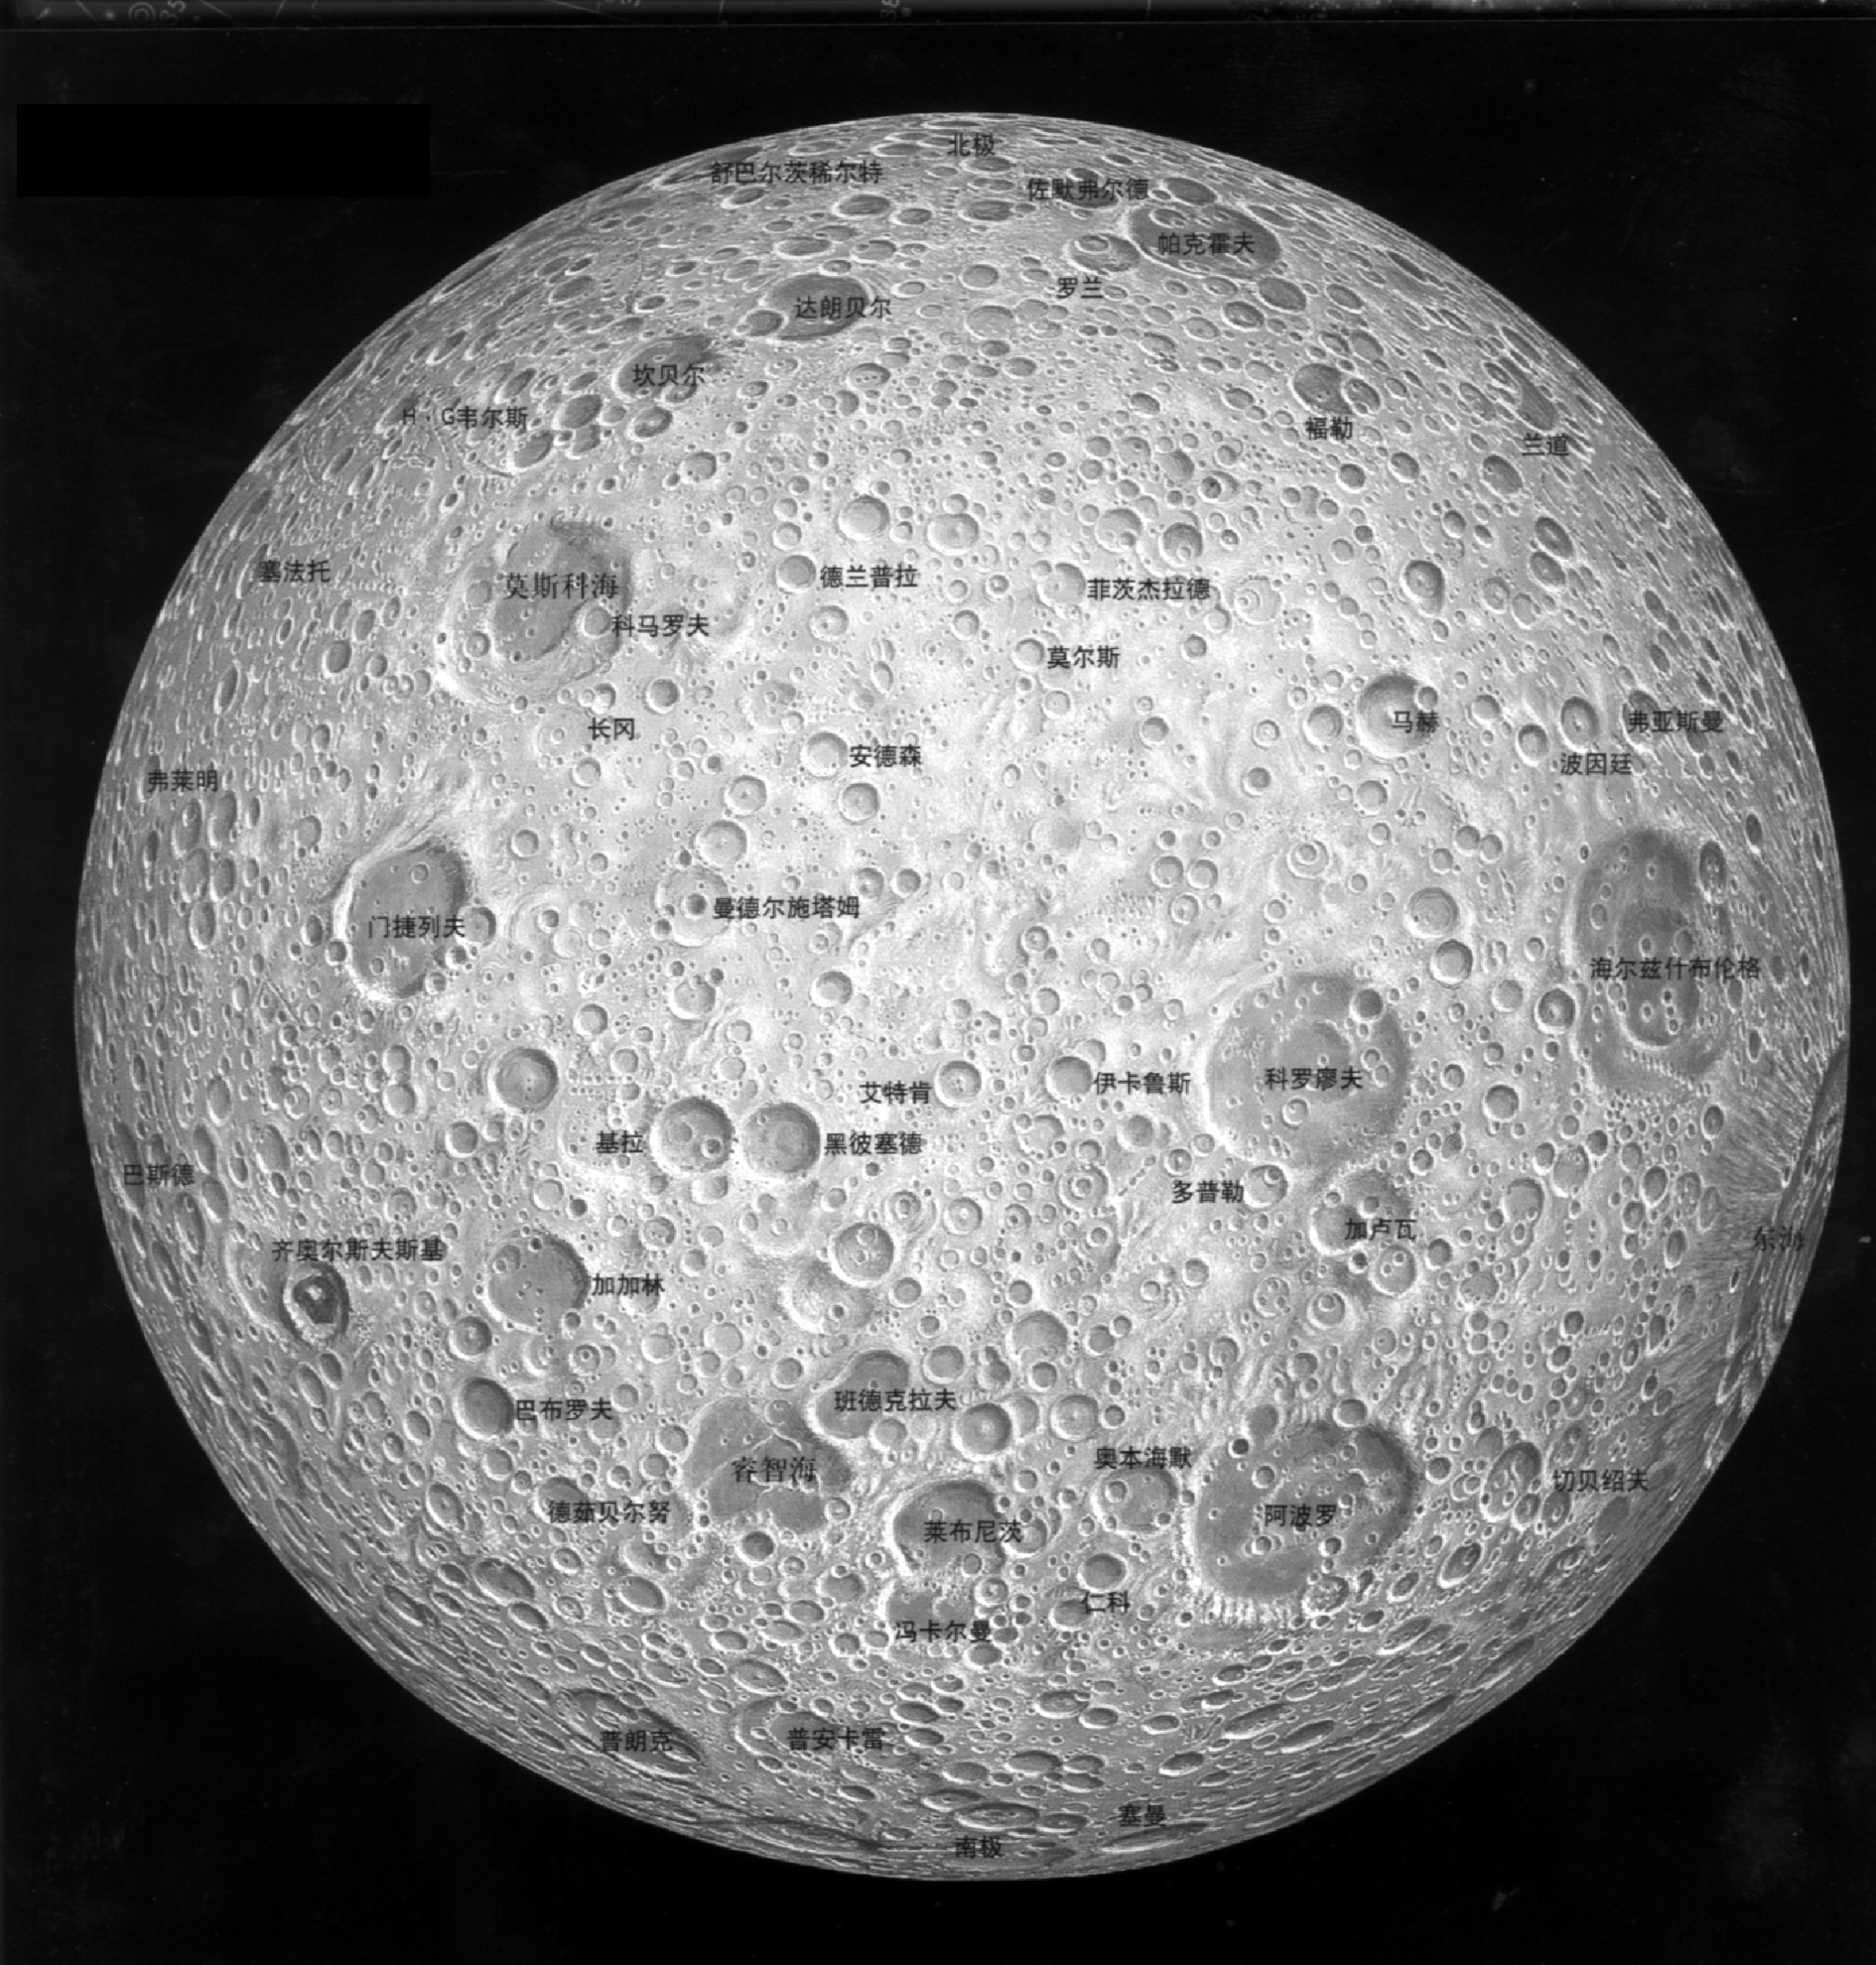 35
38
北极
舒巴尔茨稀尔特
佐默弗尔德
帕克霍夫
罗兰
达朗贝尔
坎贝尔
H·G韦尔斯
福勒
兰道
塞法托
莫斯科海
德兰普拉
菲茨杰拉德
科马罗夫
莫尔斯
长冈
马赫
弗亚斯曼
安德森
波因廷
弗莱明
曼德尔施塔姆
门捷列夫
海尔兹什布伦格
科罗廖夫
艾特肯
伊卡鲁斯
基拉
黑彼塞德
巴斯德
多普勒
加卢瓦
东海
齐奥尔斯夫斯基
加加林
班德克拉夫
巴布罗夫
奥本海默
睿智海
切贝绍夫
德茹贝尔努
阿波罗
莱布尼茨
仁科
冯卡尔曼
普朗克
普安卡雷
塞曼
南极